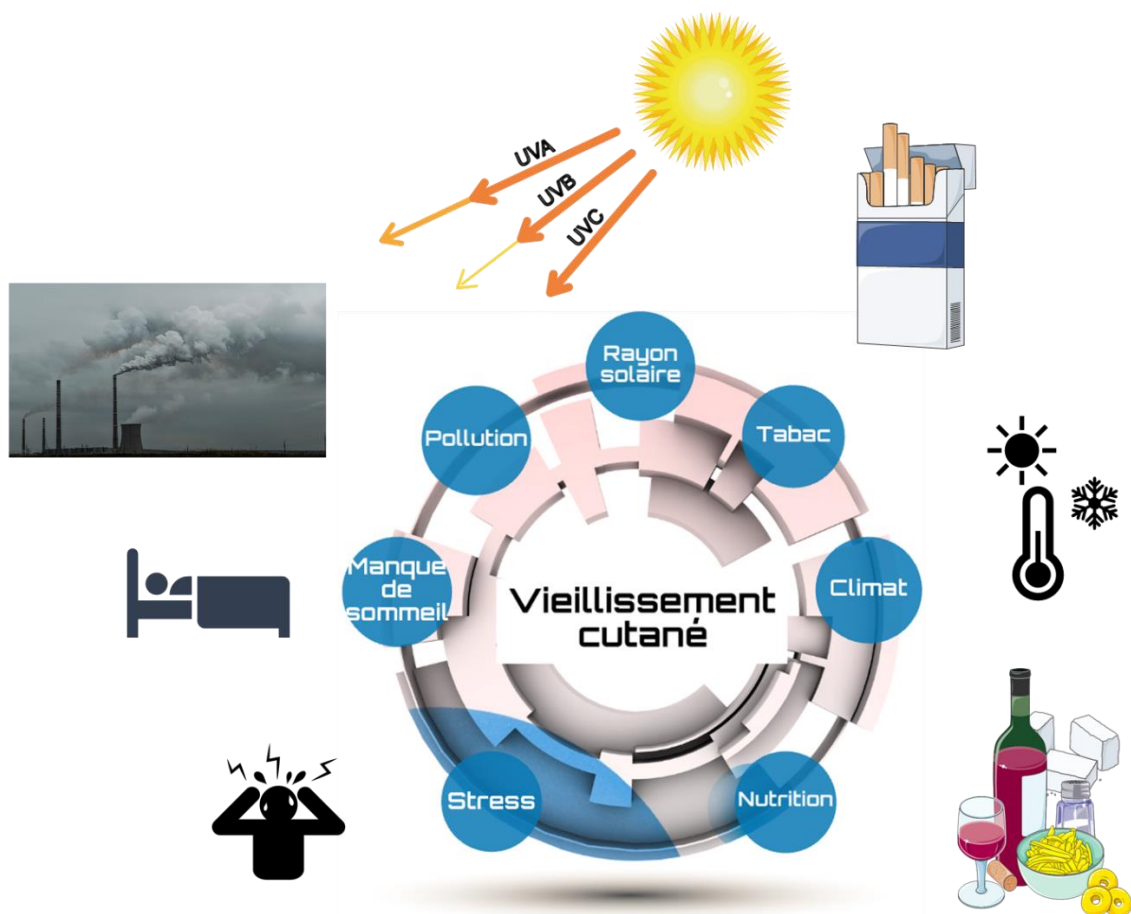 UVA
UVB
UVC
Rayon
solaire
Pollution
Tabac
Manque
de
sommeil
Climat
Vieillissement
cutané
Stress
Nutrition